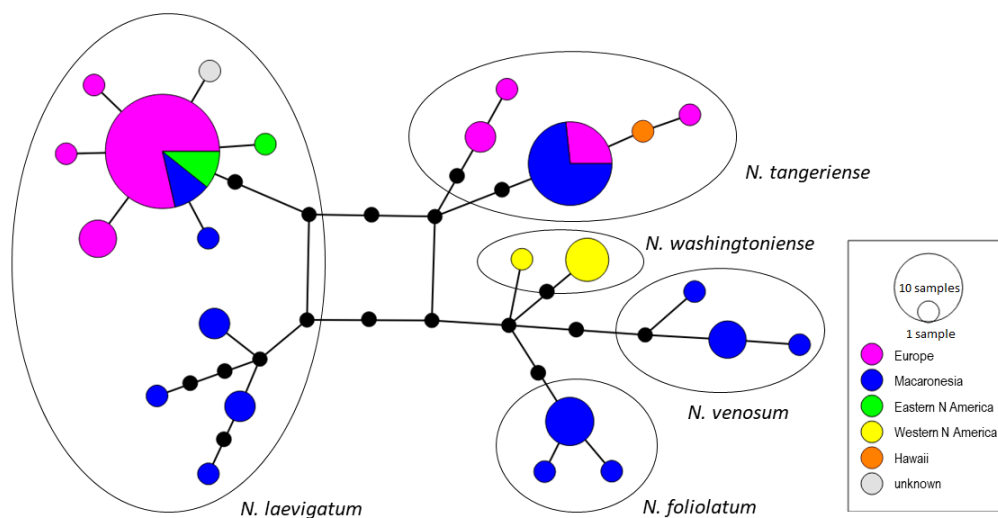 N. tangeriense
N. washingtoniense
N. venosum
N. foliolatum
N. laevigatum
10 samples
1 sample
Europe
Macaronesia
Eastern N America
Western N America
Hawaii
unknown